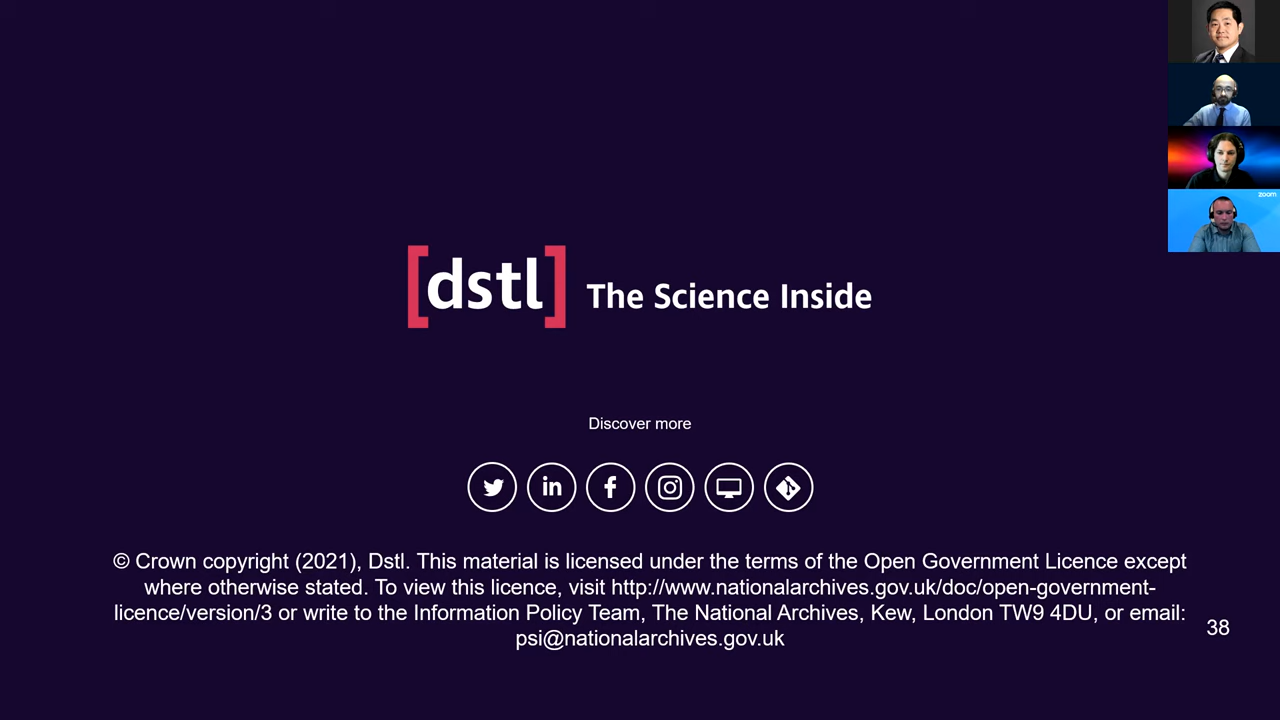 zoom
[dstl] The Science Inside
Discover more
© Crown copyright (2021), Dstl. This material is licensed under the terms of the Open Government Licence except
where otherwise stated. To view this licence, visit http://www.nationalarchives.gov.uk/doc/open-government-
licence/version/3 or write to the Information Policy Team, The National Archives, Kew, London TW9 4DU, or email:
psi@nationalarchives.gov.uk
38